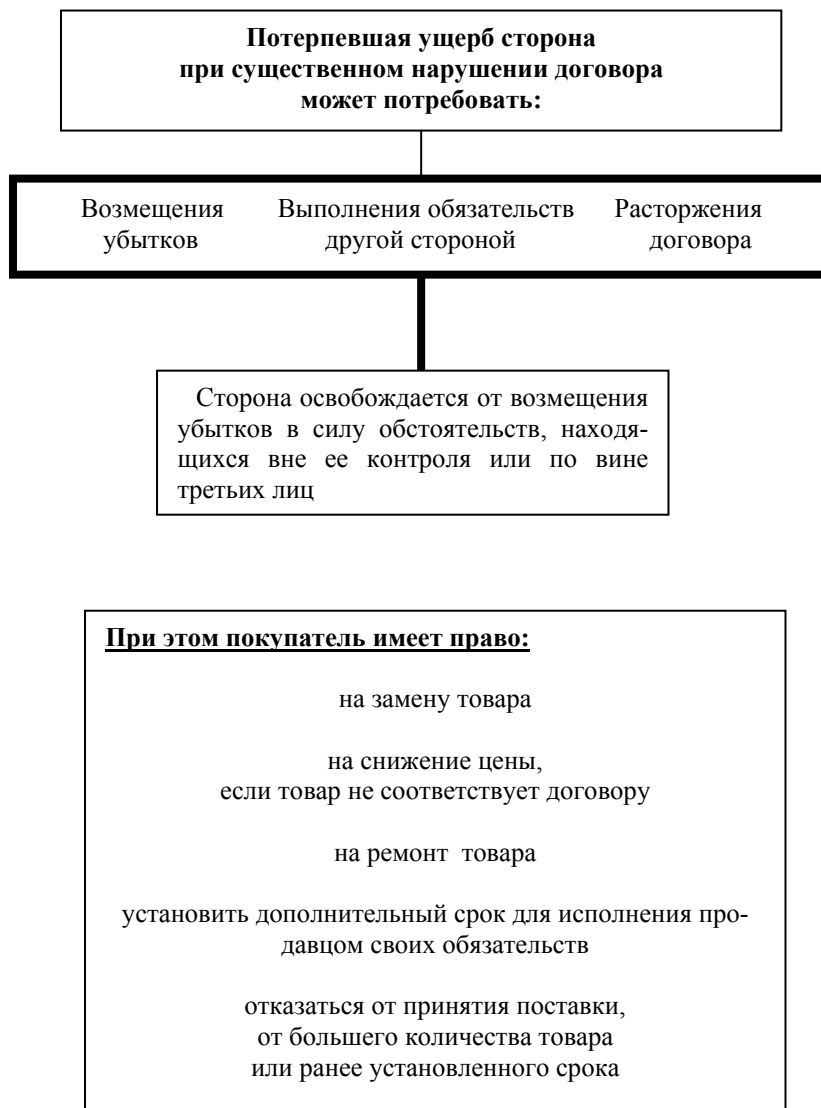 Потерпевшая ущерб сторона
при существенном нарушении договора
может потребовать:
Возмещения убытков
Выполнения обязательств другой стороной
Расторжения договора
Сторона освобождается от возмещения
убытков в силу обстоятельств, находя-
щихся вне ее контроля или по вине
третьих лиц
При этом покупатель имеет право:
на замену товара
на снижение цены,
если товар не соответствует договору
на ремонт товара
установить дополнительный срок для исполнения про-
давцом своих обязательств
отказаться от принятия поставки,
от большего количества товара
или ранее установленного срока